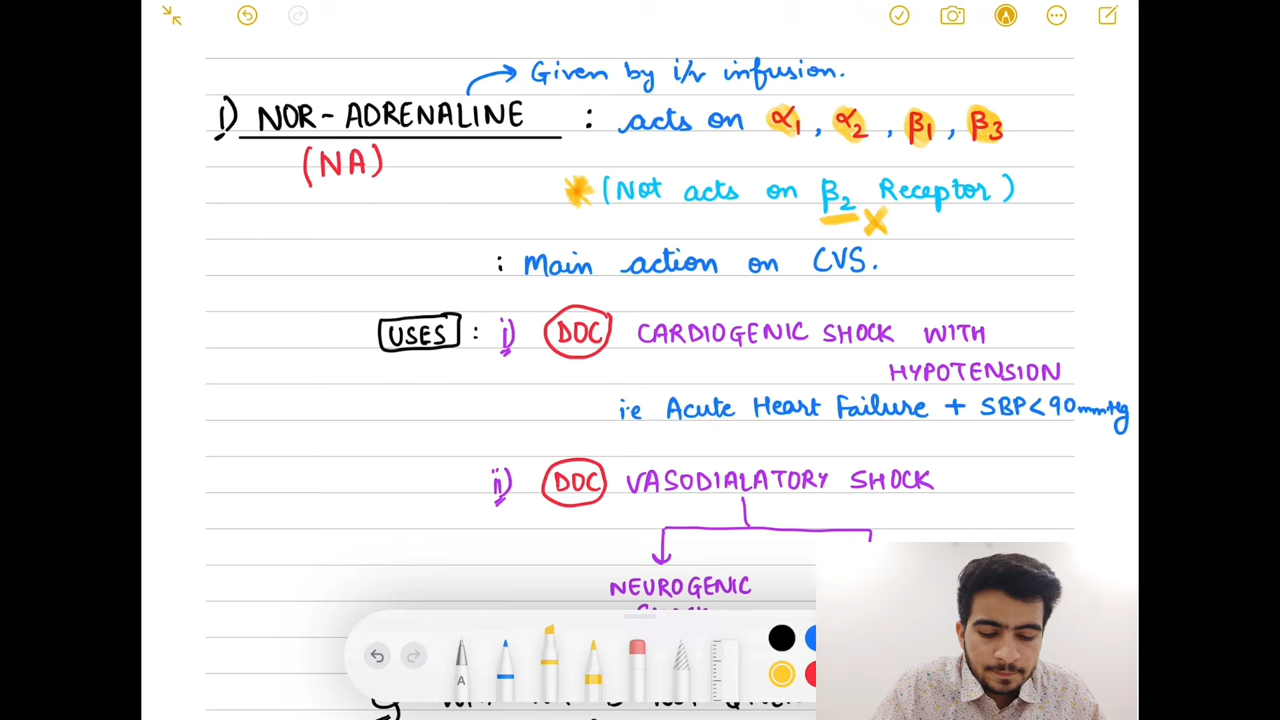 Given by i/v infusion.
i) NOR-ADRENALINE : acts on α1, α2, β1, β3
(NA)
* (Not acts on β2 Receptor)
X
: Main action on CVS.
USES : i) DOC CARDIOGENIC SHOCK WITH
HYPOTENSION
i.e Acute Heart Failure + SBP<90mmHg
ii) DOC VASODIALATORY SHOCK
NEUROGENIC
A